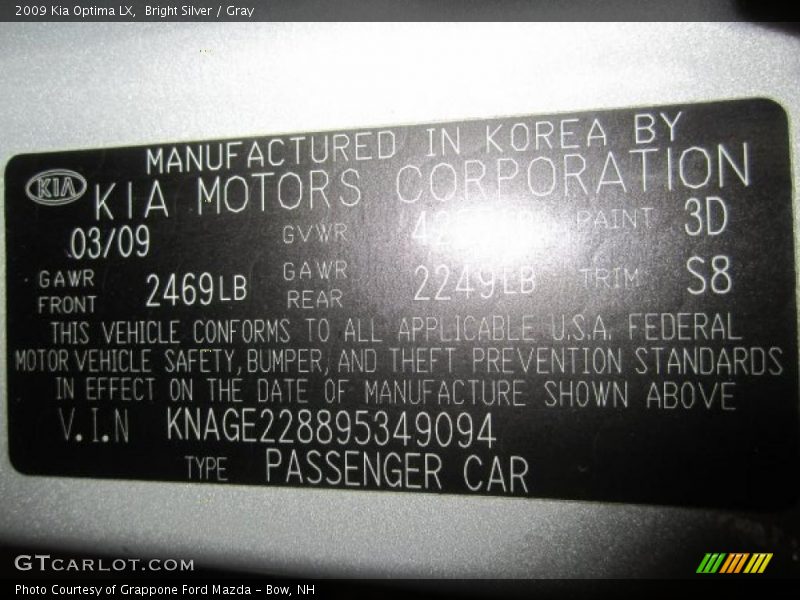 2009 Kia Optima LX, Bright Silver / Gray
MANUFACTURED IN KOREA BY
KIA KIA MOTORS CORPORATION
03/09 GVWR PAINT 3D
GAWR FRONT 2469LB GAWR REAR 2249LB TRIM S8
THIS VEHICLE CONFORMS TO ALL APPLICABLE U.S.A. FEDERAL
MOTOR VEHICLE SAFETY, BUMPER, AND THEFT PREVENTION STANDARDS
IN EFFECT ON THE DATE OF MANUFACTURE SHOWN ABOVE
V.I.N KNAGE228895349094
TYPE PASSENGER CAR
GTCARLOT.COM
Photo Courtesy of Grappone Ford Mazda - Bow, NH